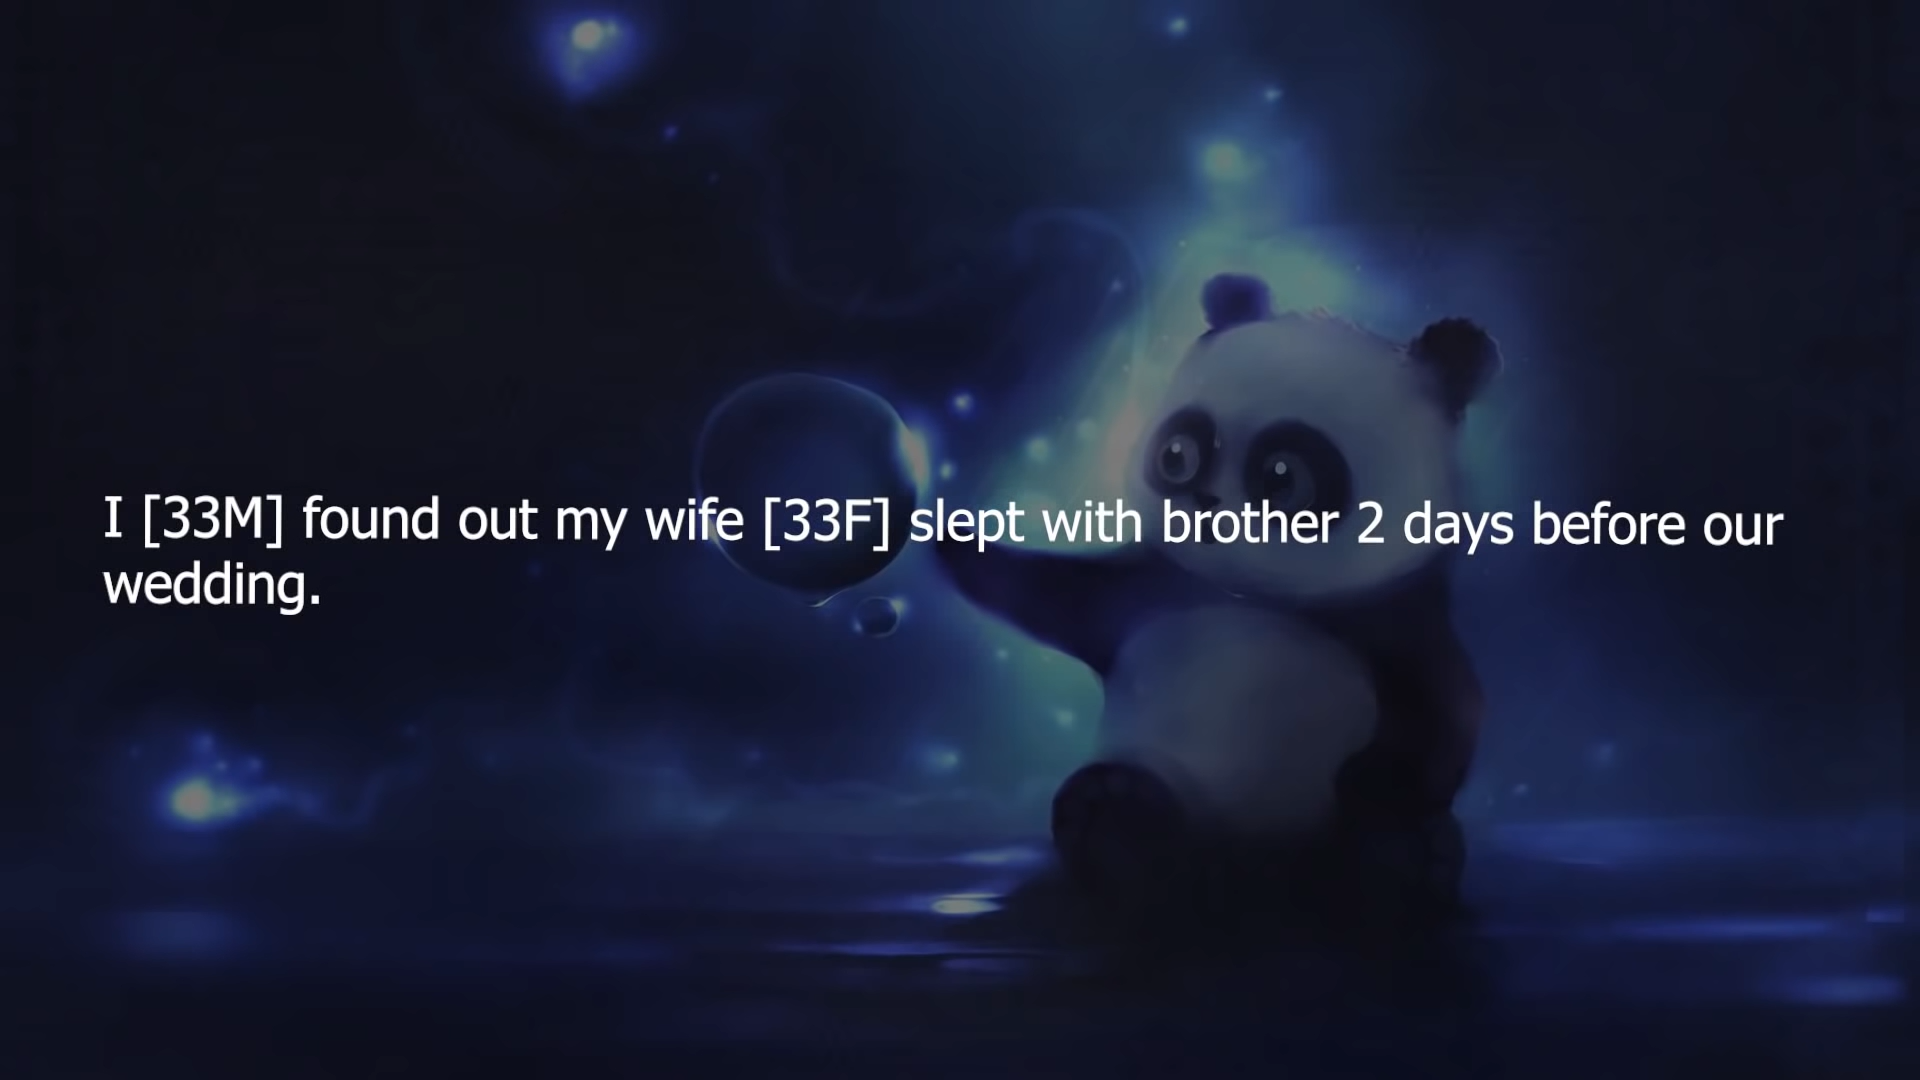 I [33M] found out my wife [33F] slept with brother 2 days before our
wedding.